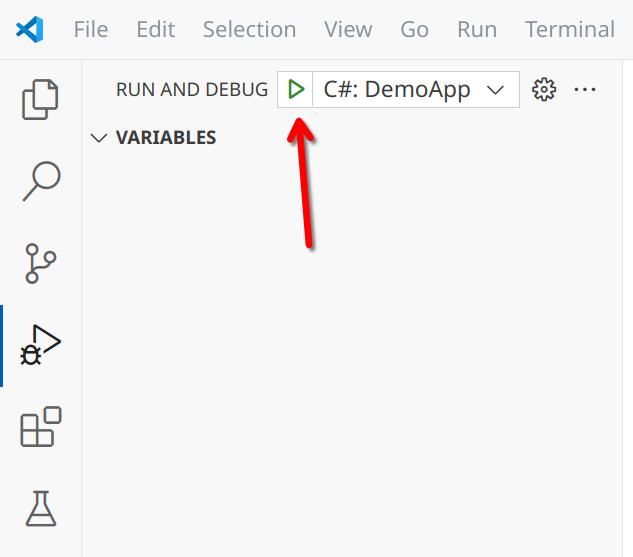 File Edit Selection View Go Run Terminal
RUN AND DEBUG C#: DemoApp
VARIABLES